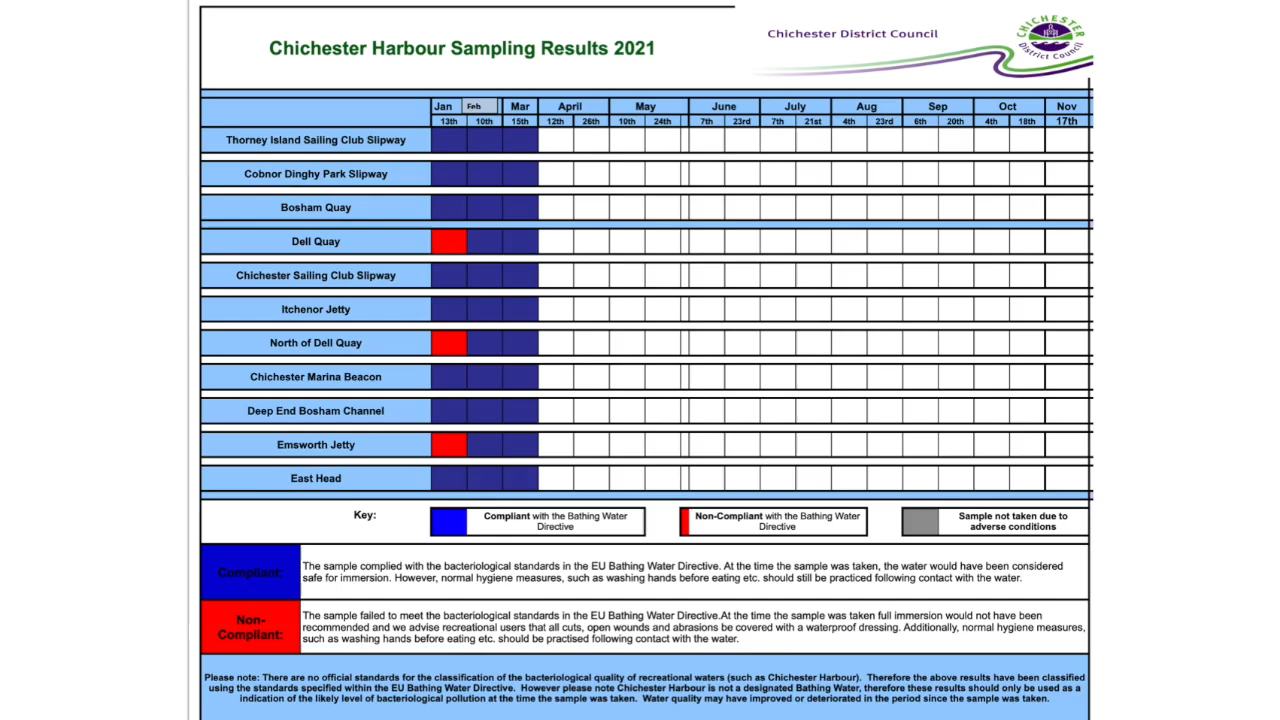 Chichester Harbour Sampling Results 2021
Chichester District Council
CHICHESTER
District Council
Jan Feb Mar April May June July Aug Sep Oct Nov
13th 10th 15th 12th 26th 10th 24th 7th 23rd 7th 21st 4th 23rd 6th 20th 4th 18th 17th
Thorney Island Sailing Club Slipway
Cobnor Dinghy Park Slipway
Bosham Quay
Dell Quay
Chichester Sailing Club Slipway
Itchenor Jetty
North of Dell Quay
Chichester Marina Beacon
Deep End Bosham Channel
Emsworth Jetty
East Head
Key:
Compliant with the Bathing Water
Directive
Non-Compliant with the Bathing Water
Directive
Sample not taken due to
adverse conditions
Compliant:
The sample complied with the bacteriological standards in the EU Bathing Water Directive. At the time the sample was taken, the water would have been considered
safe for immersion. However, normal hygiene measures, such as washing hands before eating etc. should still be practiced following contact with the water.
Non-
Compliant:
The sample failed to meet the bacteriological standards in the EU Bathing Water Directive.At the time the sample was taken full immersion would not have been
recommended and we advise recreational users that all cuts, open wounds and abrasions be covered with a waterproof dressing. Additionally, normal hygiene measures,
such as washing hands before eating etc. should be practised following contact with the water.
Please note: There are no official standards for the classification of the bacteriological quality of recreational waters (such as Chichester Harbour). Therefore the above results have been classified
using the standards specified within the EU Bathing Water Directive. However please note Chichester Harbour is not a designated Bathing Water, therefore these results should only be used as a
indication of the likely level of bacteriological pollution at the time the sample was taken. Water quality may have improved or deteriorated in the period since the sample was taken.